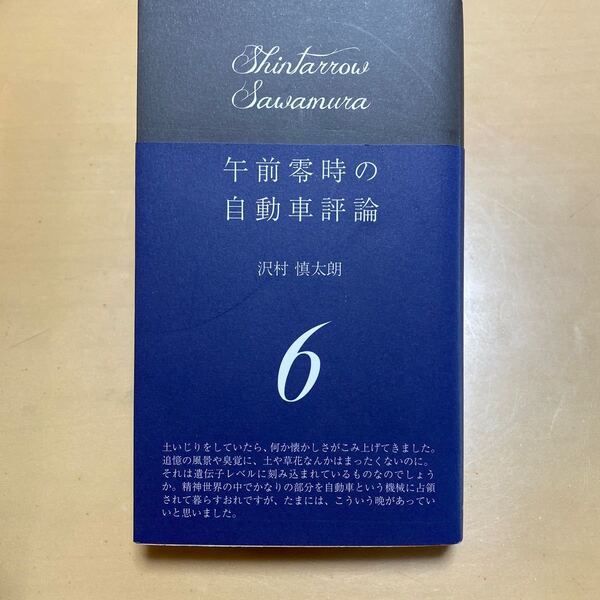 Shintarrow
Sawamura
午前零時の
自動車評論
沢村 慎太朗
6
土いじりをしていたら、何か懐かしさがこみ上げてきました。
追憶の風景や臭覚に、土や草花なんかはまったくないのに。
それは遺伝子レベルに刻み込まれているものなのでしょう
か。精神世界の中でかなりの部分を自動車という機械に占領
されて暮らすおれですが、たまには、こういう晩があってい
いと思いました。